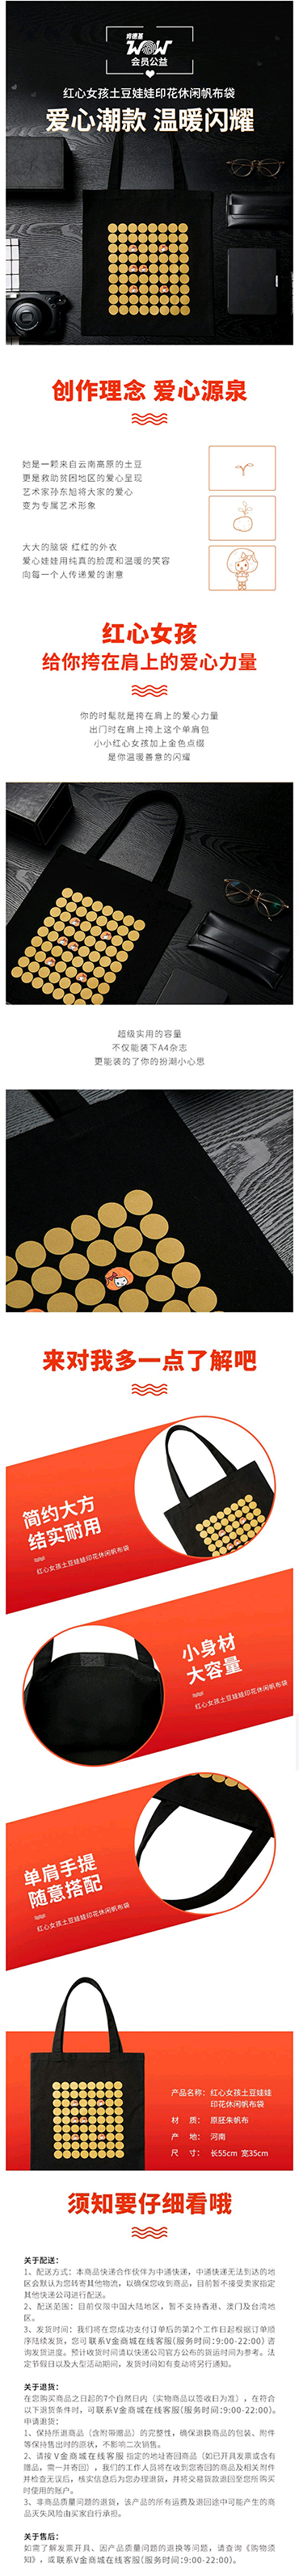 肯德基
WOW
会员公益
红心女孩土豆娃娃印花休闲帆布袋
爱心潮款 温暖闪耀
创作理念 爱心源泉
她是一颗来自云南高原的土豆
更是救助贫困地区的爱心呈现
艺术家孙东旭将大家的爱心
变为专属艺术形象
大大的脑袋 红红的外衣
爱心娃娃用纯真的脸庞和温暖的笑容
向每一个人传递爱的谢意
红心女孩
给你挎在肩上的爱心力量
你的时髦就是挎在肩上的爱心力量
出门时在肩上挎上这个单肩包
小小红心女孩加上金色点缀
是你温暖善意的闪耀
超级实用的容量
不仅能装下A4杂志
更能装的了你的扮潮小心思
来对我多一点了解吧
简约大方
结实耐用
红心女孩土豆娃娃印花休闲帆布袋
小身材
大容量
红心女孩土豆娃娃印花休闲帆布袋
单肩手提
随意搭配
红心女孩土豆娃娃印花休闲帆布袋
产品名称：红心女孩土豆娃娃
印花休闲帆布袋
材 质：原胚朱帆布
产 地：河南
尺 寸：长55cm 宽35cm
须知要仔细看哦
关于配送：
1、配送方式：本商品快递合作伙伴为中通快递，中通快递无法到达的地
区会默认为您转寄其他物流，以确保您收到商品，目前暂不接受卖家指定
其他快递公司进行配送。
2、配送范围：目前仅限中国大陆地区，暂不支持香港、澳门及台湾地
区。
3、发货时间：我们将在您成功支付订单后的第2个工作日起根据订单顺
序陆续发货，您可联系V金商城在线客服(服务时间:9:00-22:00) 咨
询发货进度。预计收货时间请以快递公司官方公布的货运时间为参考。法
定节假日以及大型活动期间，发货时间如有变动将另行通知。
关于退货：
在您购买商品之日起的7个自然日内（实物商品以签收日为准），在符合
以下退货条件时，可联系V金商城在线客服(服务时间:9:00-22:00)。
申请退货：
1、保持所退商品（含附带赠品）的完整性，确保退换商品的包装、附件
等保持售出时的原状，不影响二次销售。
2、请按V金商城在线客服指定的地址寄回商品（如已开具发票或含有
赠品，需一并寄回），我们的工作人员将在收到您寄回的商品及相关附件
并检查无误后，核实信息后为您办理退货，并将交易货款退回至您所购买
时使用的账户。
3、非商品质量问题的退货，该产品的所有运费及退回途中可能产生的商
品灭失风险由买家自行承担。
关于售后：
如需了解发票开具、因产品质量问题的退换等问题，请查询《购物须
知》，或联系V金商城在线客服(服务时间:9:00-22:00)。